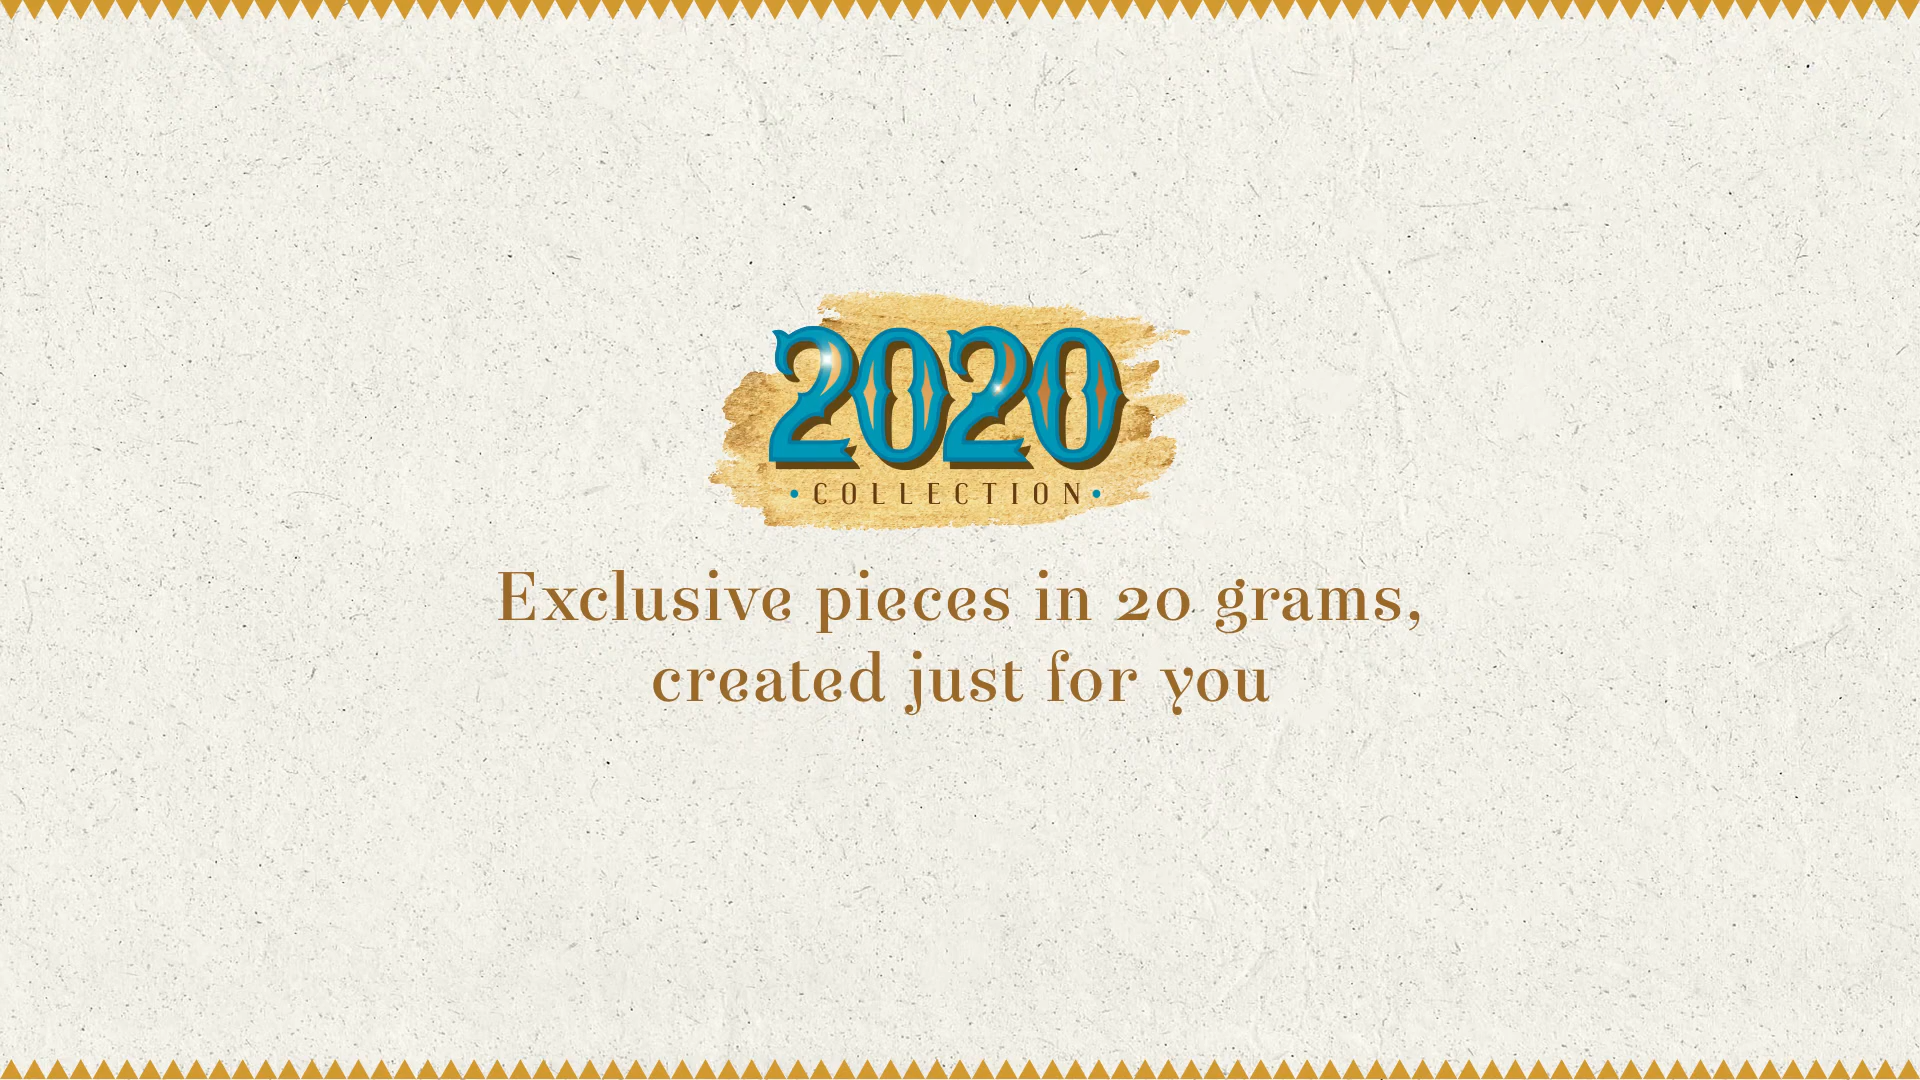 2020
• COLLECTION •
Exclusive pieces in 20 grams,
created just for you